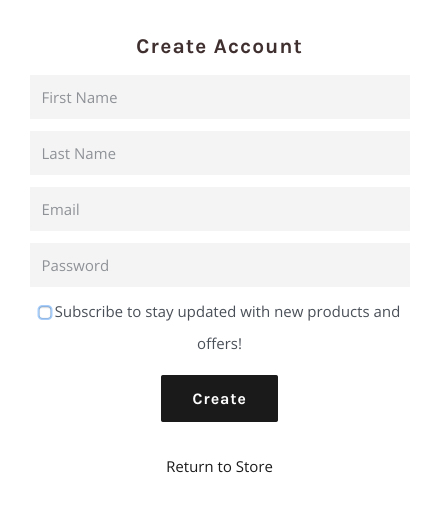 Create Account
First Name
Last Name
Email
Password
Subscribe to stay updated with new products and
offers!
Create
Return to Store